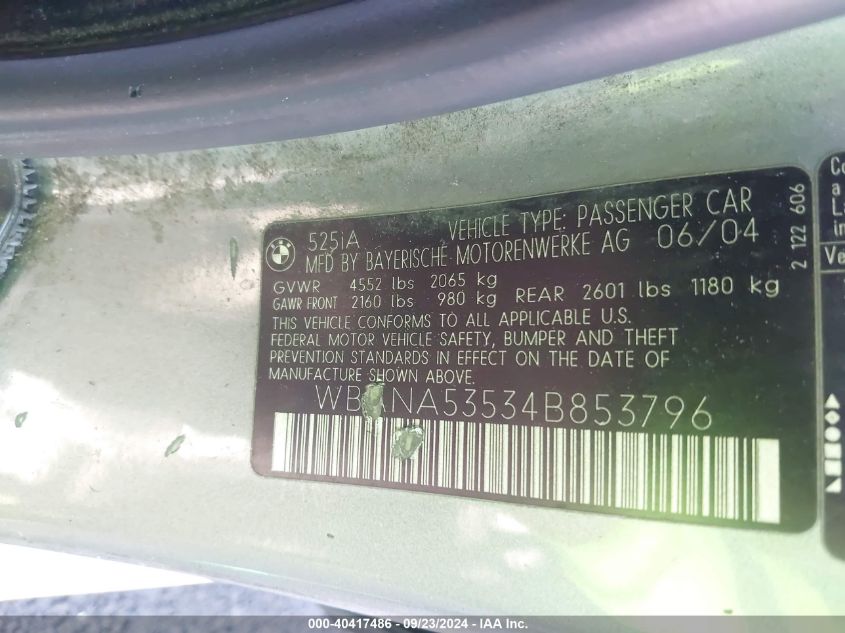 525iA VEHICLE TYPE: PASSENGER CAR
MFD BY BAYERISCHE MOTORENWERKE AG 06/04
GVWR 4552 lbs 2065 kg
GAWR FRONT 2160 lbs 980 kg REAR 2601 lbs 1180 kg
THIS VEHICLE CONFORMS TO ALL APPLICABLE U.S.
FEDERAL MOTOR VEHICLE SAFETY, BUMPER AND THEFT
PREVENTION STANDARDS IN EFFECT ON THE DATE OF
MANUFACTURE SHOWN ABOVE.
2 122 606
000-40417486 - 09/23/2024 - IAA Inc.